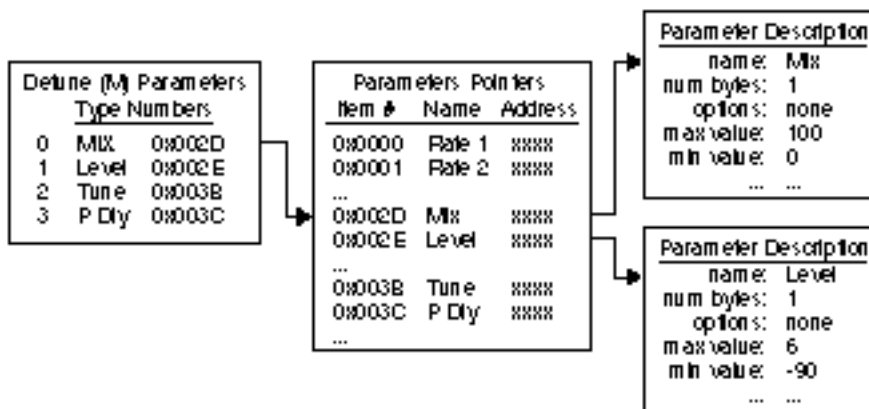 Detune (M) Parameters
Type Numbers
0 MIX 0x002D
1 Level 0x002E
2 Tune 0x003B
3 P Dly 0x003C
Parameters Pointers
Item # Name Address
0x0000 Rate 1 xxxx
0x0001 Rate 2 xxxx
...
0x002D Mix xxxx
0x002E Level xxxx
...
0x003B Tune xxxx
0x003C P Dly xxxx
...
Parameter Description
name: Mix
num bytes: 1
options: none
max value: 100
min value: 0
... ...
Parameter Description
name: Level
num bytes: 1
options: none
max value: 6
min value: -90
... ...